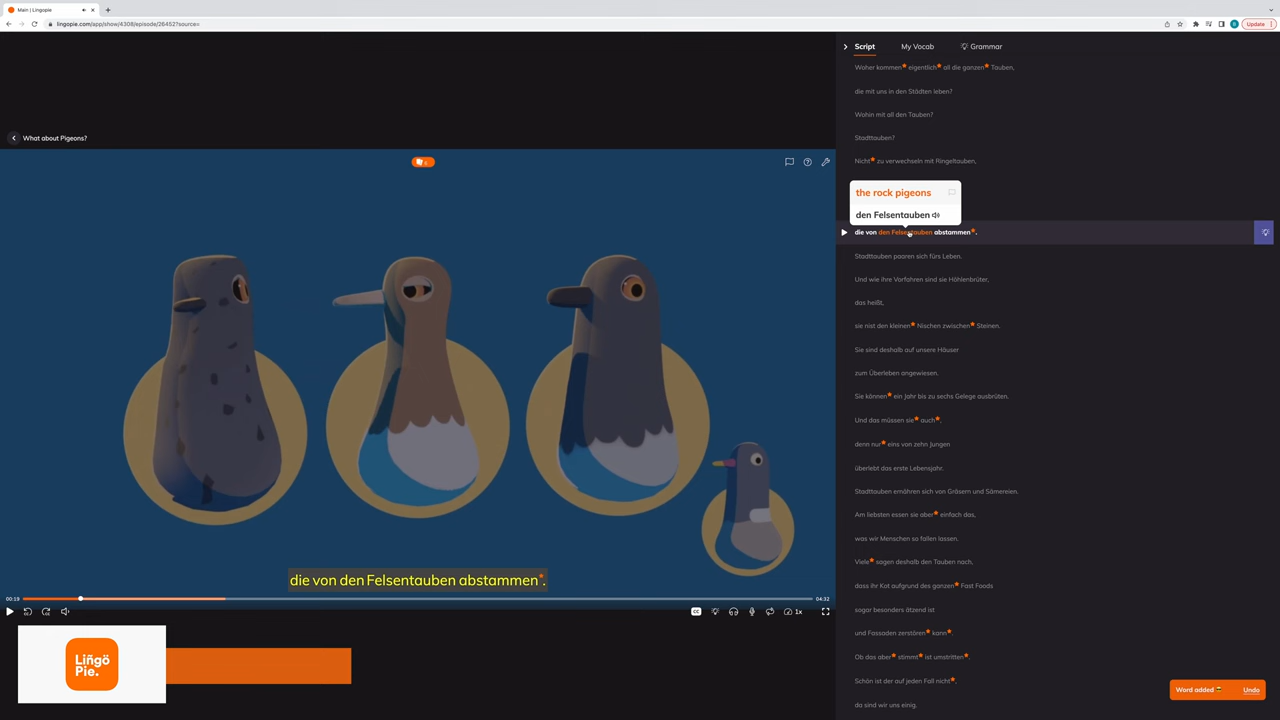 Main | Lingopie
lingopie.com/app/show/4308/episode/26452?source=
Update
What about Pigeons?
die von den Felsentauben abstammen*.
00:19
04:32
CC
1x
Liñgö
Pie.
Script
My Vocab
Grammar
Woher kommen* eigentlich* all die ganzen* Tauben,
die mit uns in den Städten leben?
Wohin mit all den Tauben?
Stadttauben?
Nicht* zu verwechseln mit Ringeltauben,
the rock pigeons
den Felsentauben
die von den Felsentauben abstammen*.
Stadttauben paaren sich fürs Leben.
Und wie ihre Vorfahren sind sie Höhlenbrüter,
das heißt,
sie nist den kleinen* Nischen zwischen* Steinen.
Sie sind deshalb auf unsere Häuser
zum Überleben angewiesen.
Sie können* ein Jahr bis zu sechs Gelege ausbrüten.
Und das müssen sie* auch*,
denn nur* eins von zehn Jungen
überlebt das erste Lebensjahr.
Stadttauben ernähren sich von Gräsern und Sämereien.
Am liebsten essen sie aber* einfach das,
was wir Menschen so fallen lassen.
Viele* sagen deshalb den Tauben nach,
dass ihr Kot aufgrund des ganzen* Fast Foods
sogar besonders ätzend ist
und Fassaden zerstören* kann*.
Ob das aber* stimmt* ist umstritten*.
Schön ist der auf jeden Fall nicht*,
da sind wir uns einig.
Word added
Undo